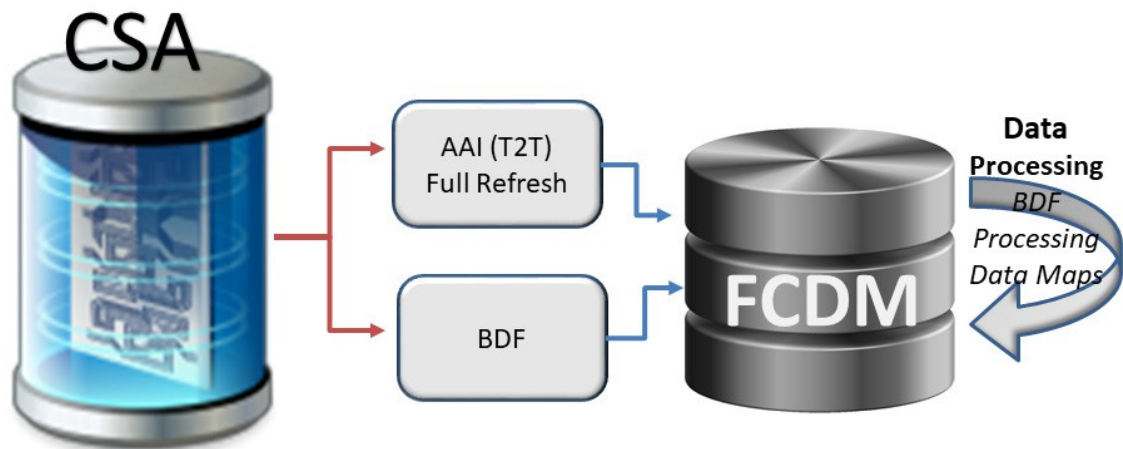 CSA
AAI (T2T)
Full Refresh
BDF
FCDM
Data
Processing
BDF
Processing
Data Maps